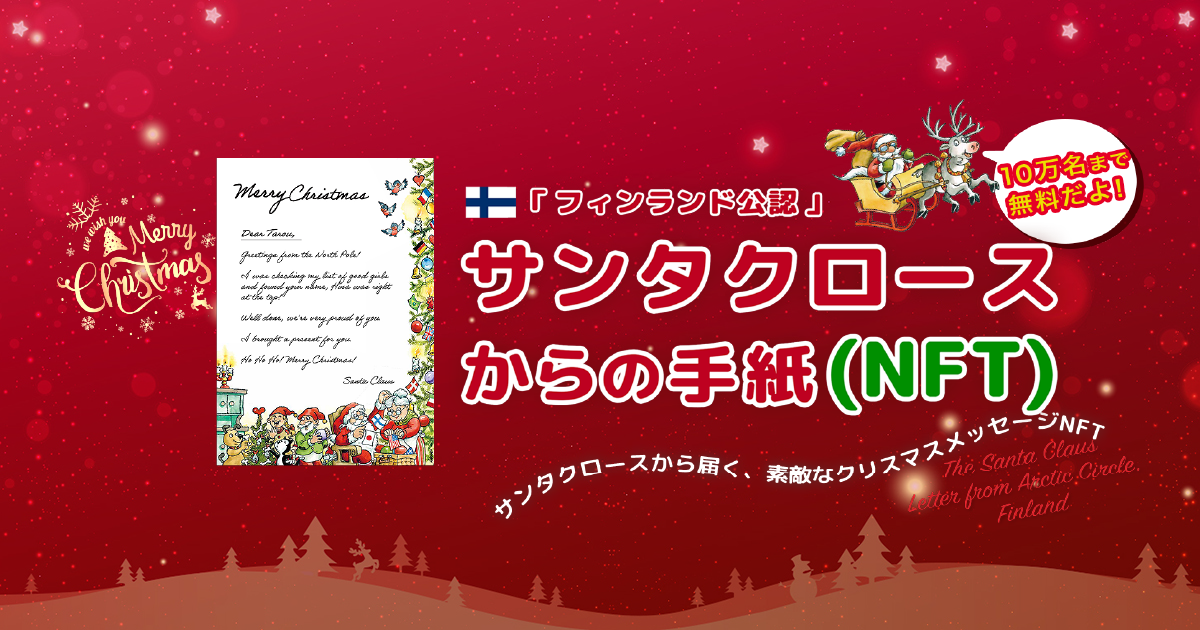 we wish you
Merry
Christmas
Merry Christmas
Dear Tarou,
Greetings from the North Pole!
I was checking my list of good girls
and found your name, Hina was right
at the top!
Well done, we're very proud of you
I brought a present for you
Ho Ho Ho! Merry Christmas!
Santa Claus
「 フィンランド公認 」
10万名まで
無料だよ!
サンタクロース
からの手紙(NFT)
サンタクロースから届く、素敵なクリスマスメッセージNFT
The Santa Claus
Letter from Arctic Circle
Finland